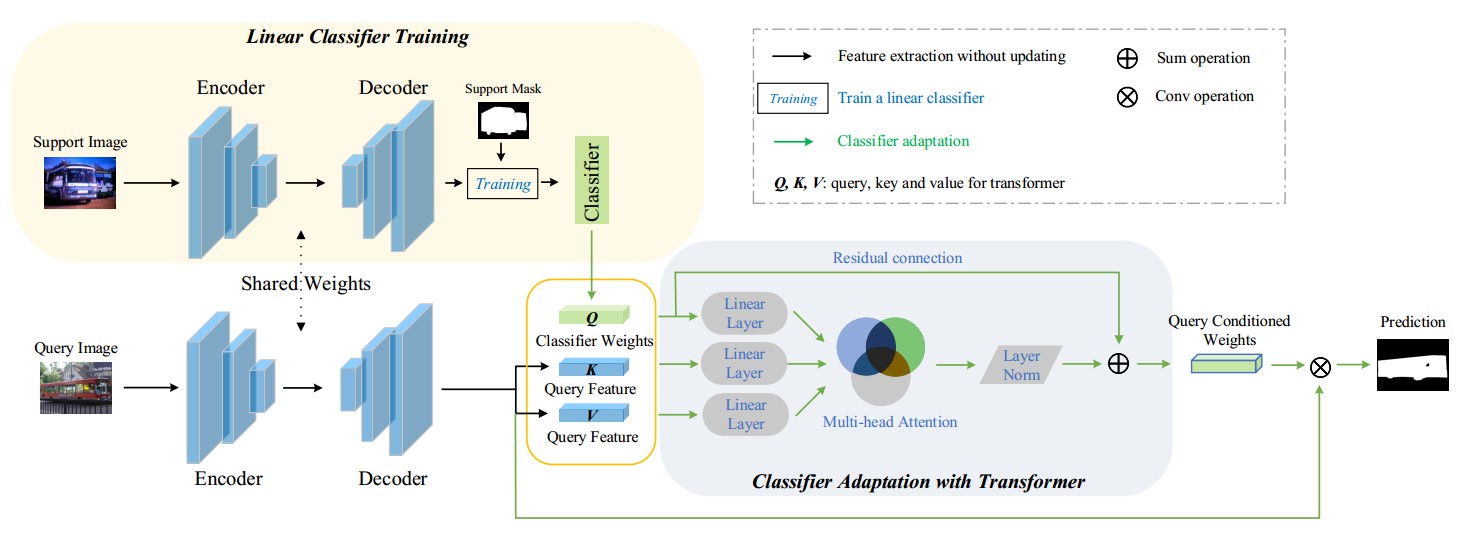 Linear Classifier Training
Encoder
Decoder
Support Mask
Support Image
Training
Classifier
Feature extraction without updating
Sum operation
Training
Train a linear classifier
Conv operation
Classifier adaptation
Q, K, V: query, key and value for transformer
Shared Weights
Query Image
Encoder
Decoder
Q
Classifier Weights
K
Query Feature
V
Query Feature
Residual connection
Linear
Layer
Linear
Layer
Linear
Layer
Multi-head Attention
Layer
Norm
Query Conditioned
Weights
Prediction
Classifier Adaptation with Transformer